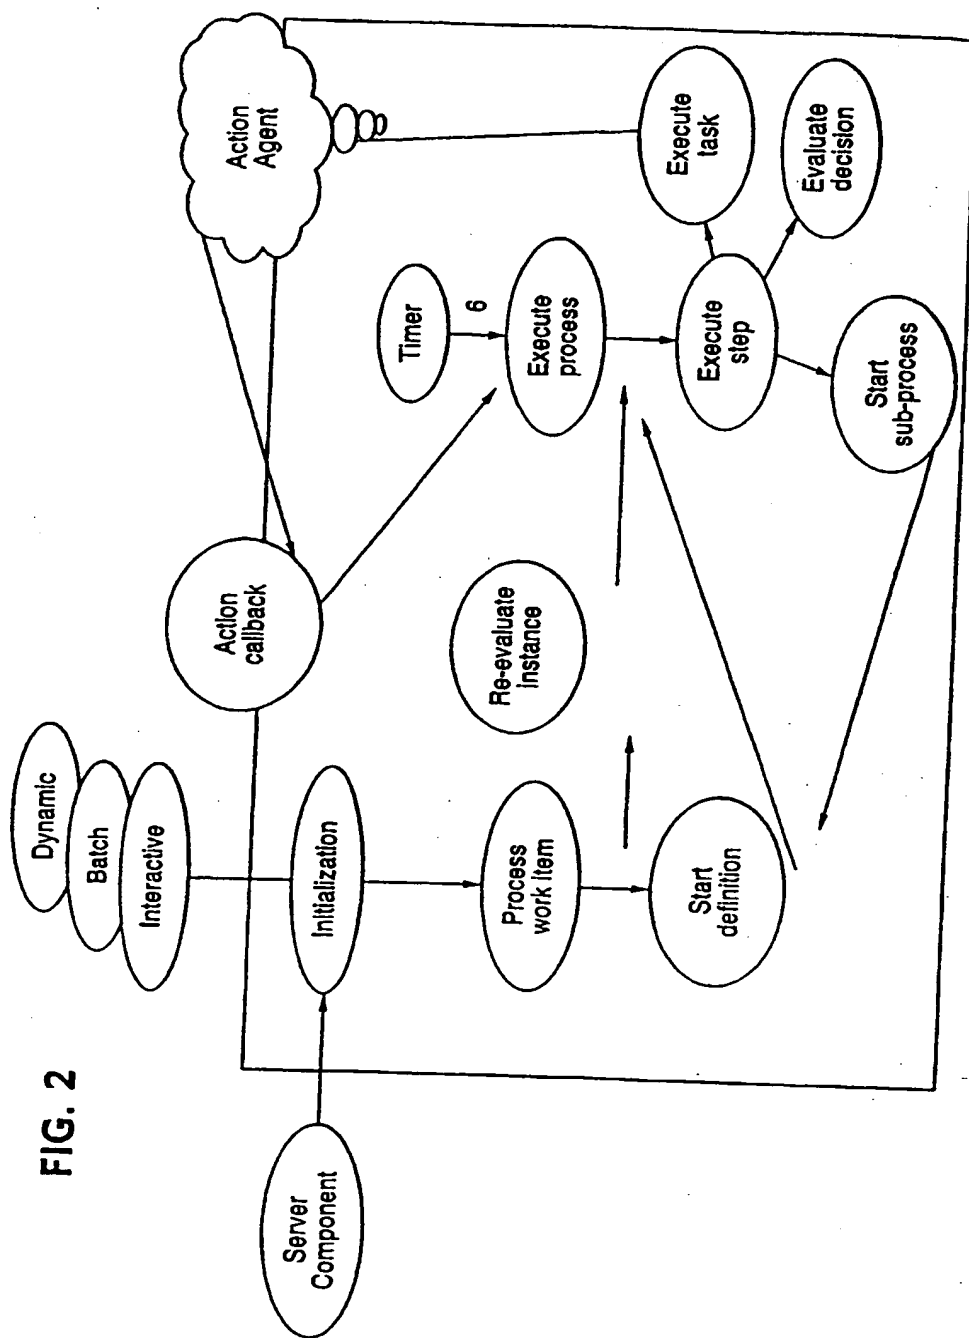 FIG. 2
Dynamic
Batch
Interactive
Server
Component
Initialization
Process
work item
Start
definition
Action
callback
Re-evaluate
instance
Action
Agent
Timer
6
Execute
process
Execute
step
Execute
task
Evaluate
decision
Start
sub-process